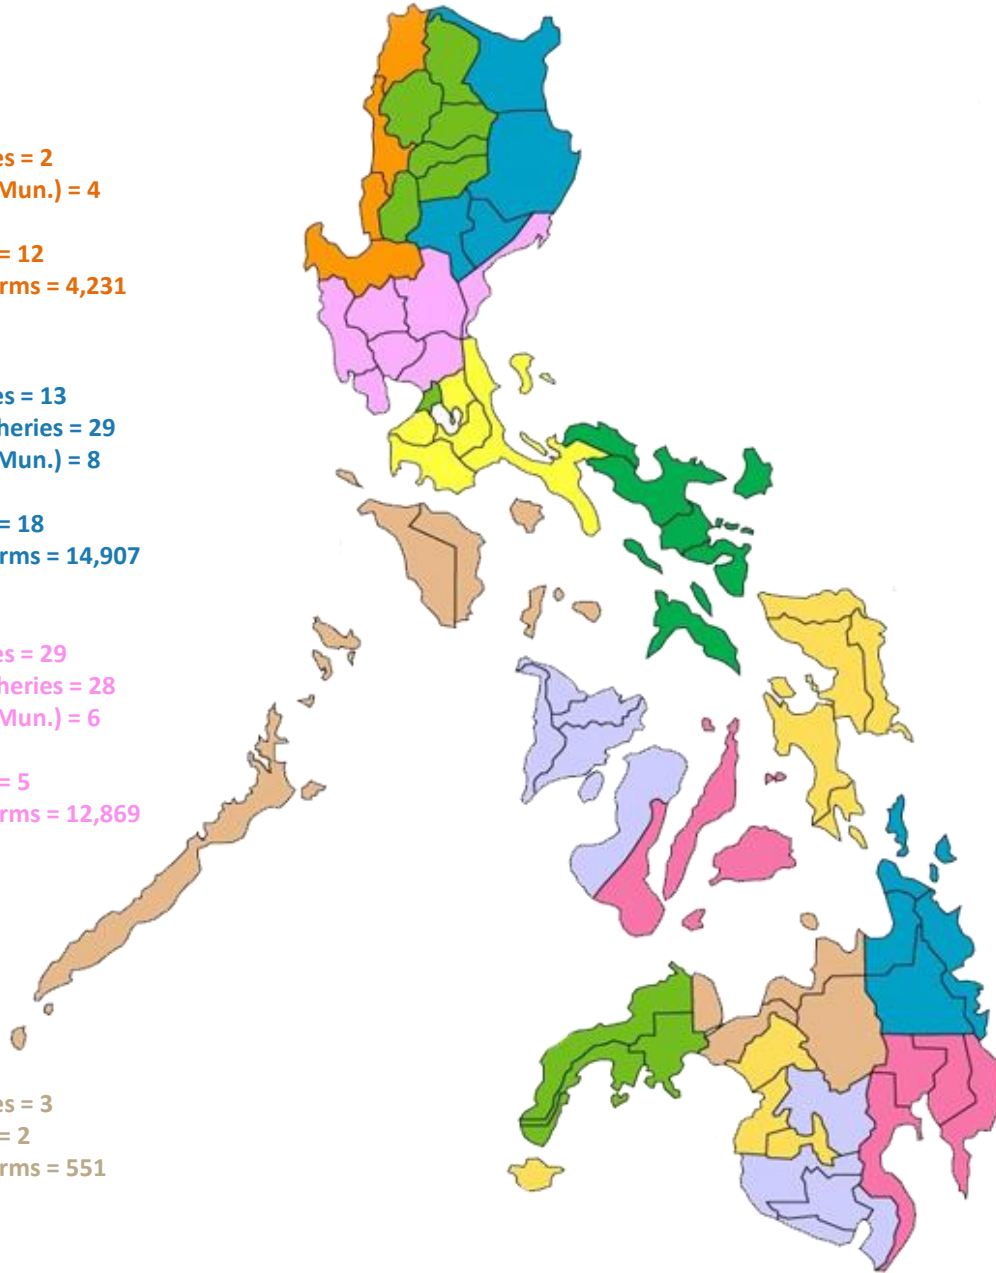 es = 2
Mun.) = 4
= 12
rms = 4,231
es = 13
heries = 29
Mun.) = 8
= 18
rms = 14,907
es = 29
heries = 28
Mun.) = 6
= 5
rms = 12,869
es = 3
= 2
rms = 551